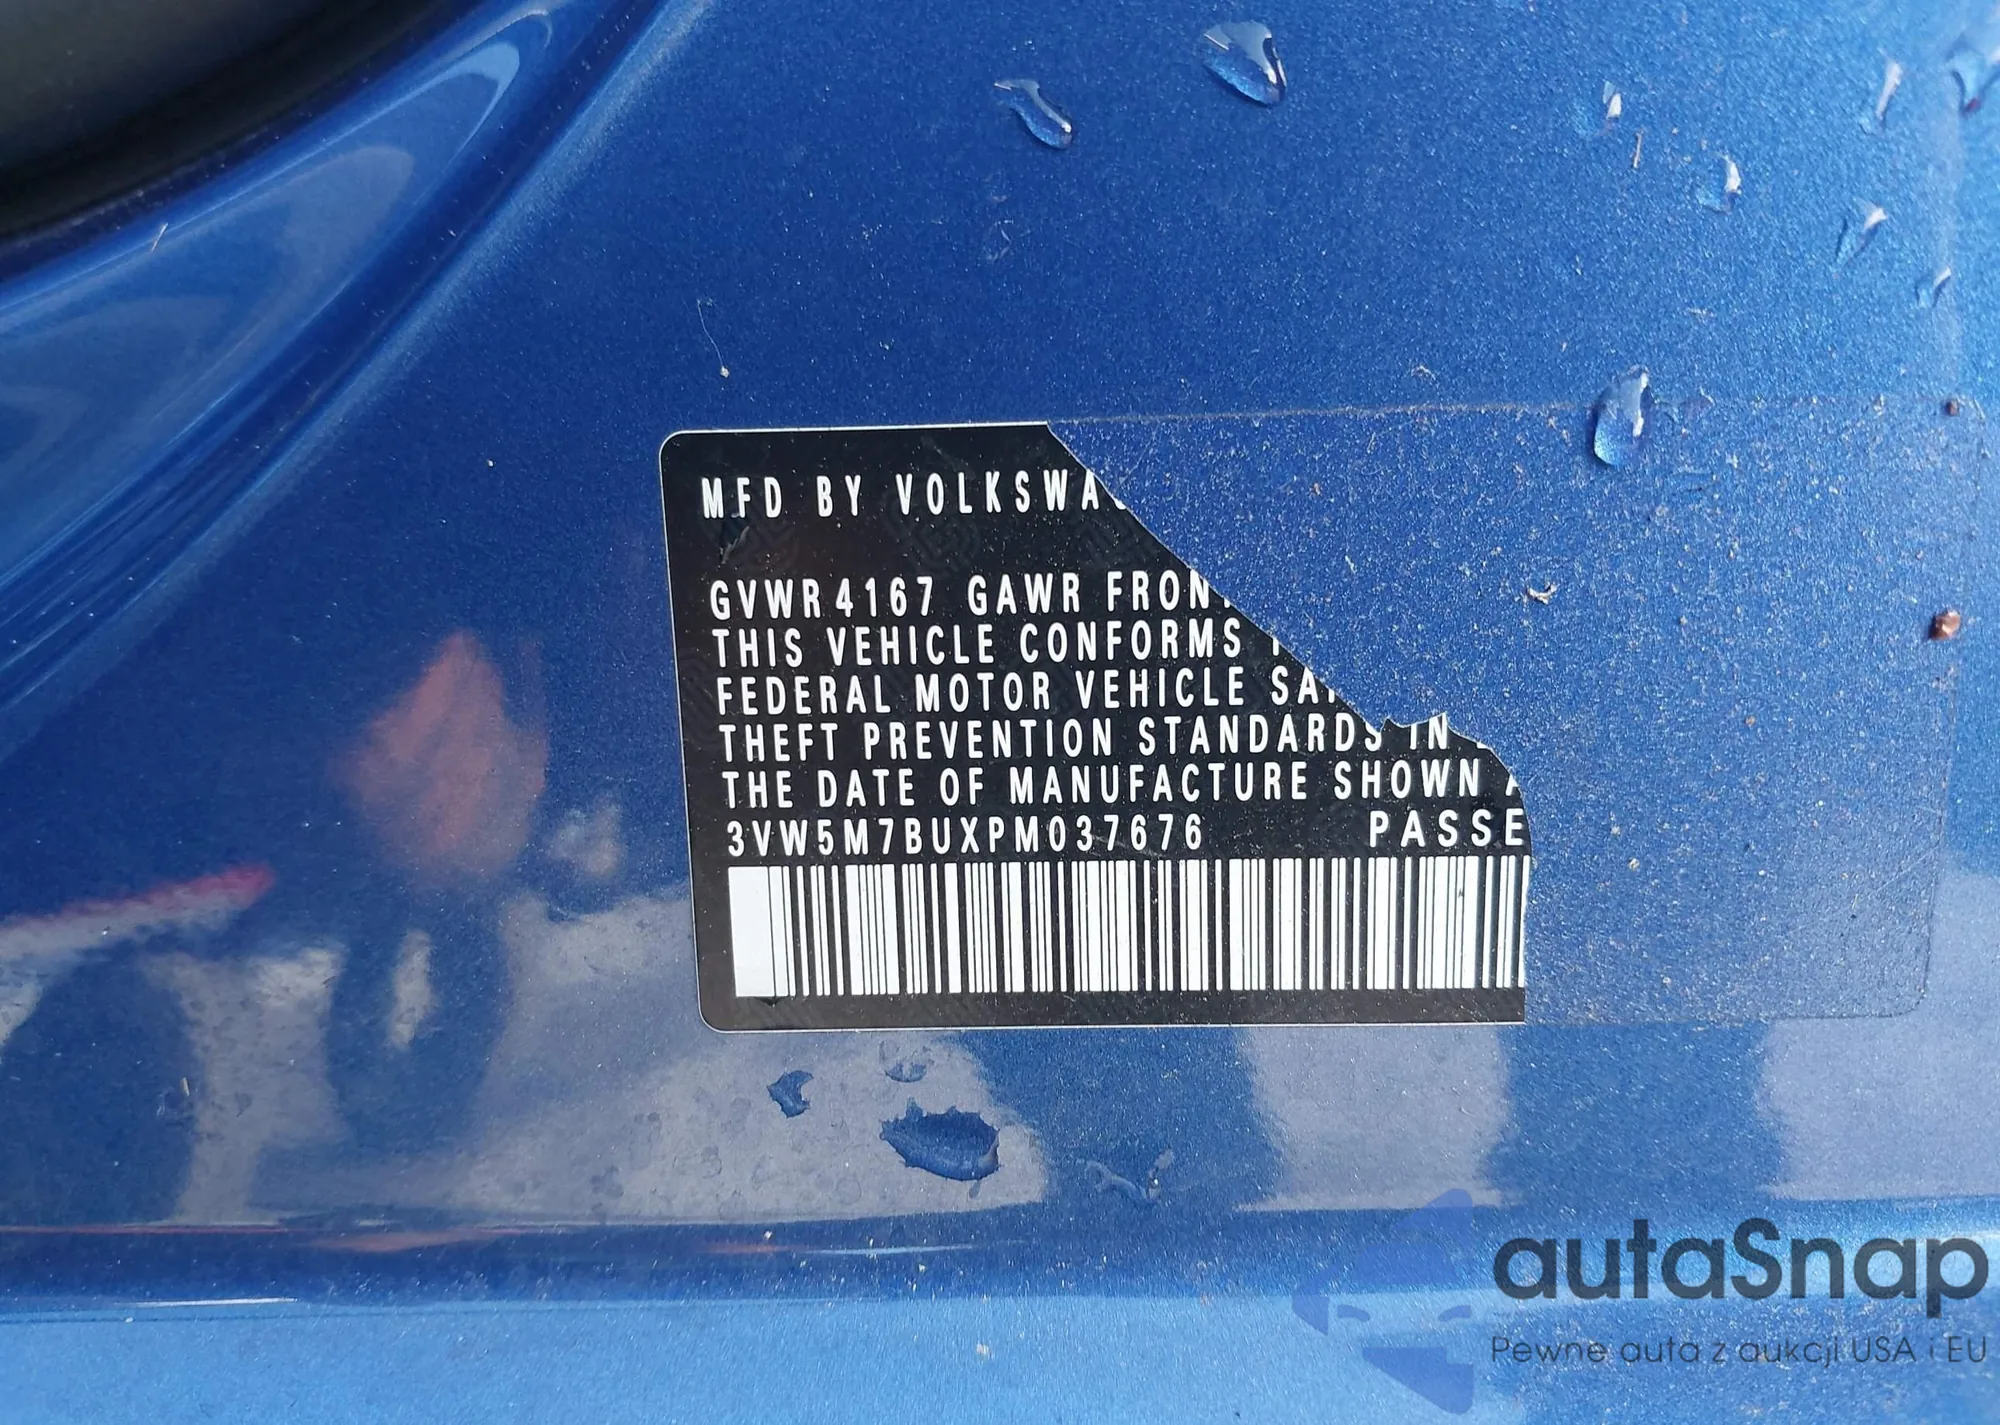 MFD BY VOLKSWA
GVWR 4167 GAWR FRON
THIS VEHICLE CONFORMS
FEDERAL MOTOR VEHICLE SA
THEFT PREVENTION STANDARDS IN
THE DATE OF MANUFACTURE SHOWN A
3VW5M7BUXPM037676 PASSE
autaSnap
Pewne auta z aukcji USA i EU